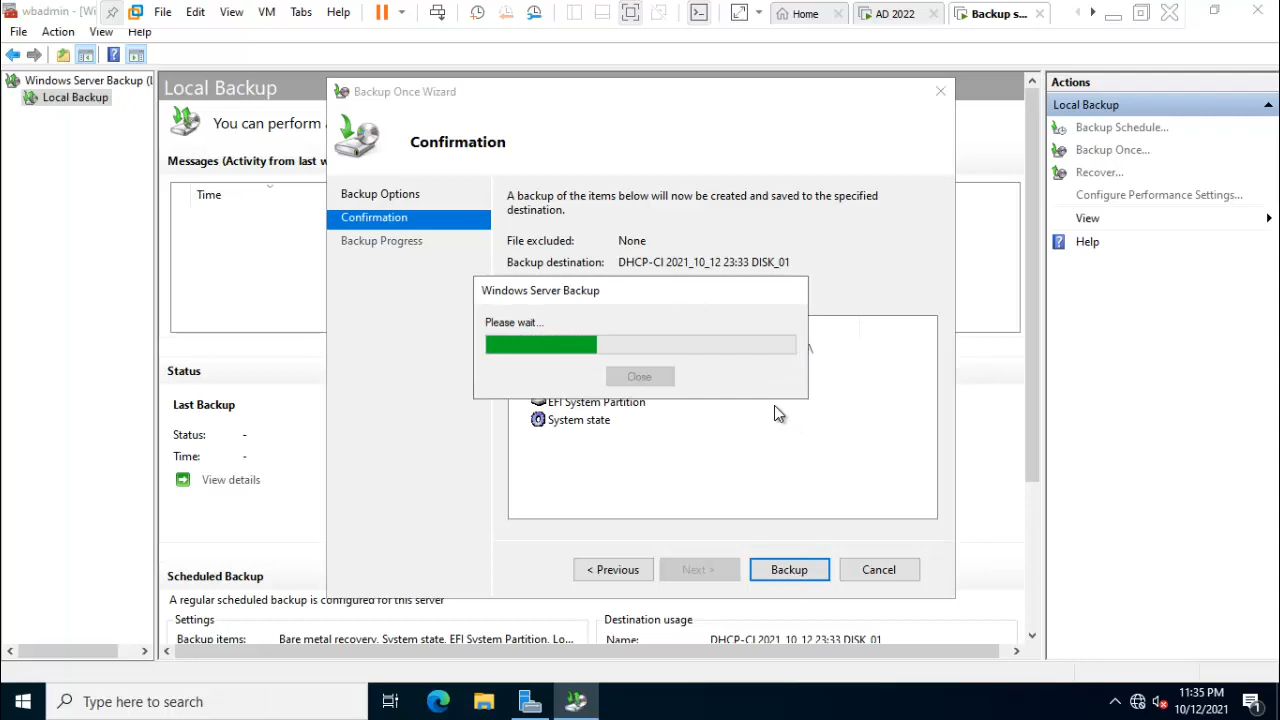 wbadmin - [Wi
File Edit View VM Tabs Help
Home
AD 2022
Backup s...
File Action View Help
Windows Server Backup (L
Local Backup
Local Backup
You can perform a
Messages (Activity from last w
Time
Status
Last Backup
Status: -
Time: -
View details
Scheduled Backup
A regular scheduled backup is configured for this server
Settings
Backup items: Bare metal recovery, System state, EFI System Partition, Lo...
Destination usage
Name: DHCP-CI 2021_10_12 23:33 DISK_01
Backup Once Wizard
Confirmation
Backup Options
Confirmation
Backup Progress
A backup of the items below will now be created and saved to the specified
destination.
File excluded: None
Backup destination: DHCP-CI 2021_10_12 23:33 DISK_01
Windows Server Backup
Please wait...
Close
EFI System Partition
System state
< Previous
Next >
Backup
Cancel
Actions
Local Backup
Backup Schedule...
Backup Once...
Recover...
Configure Performance Settings...
View
Help
Type here to search
11:35 PM
10/12/2021
1